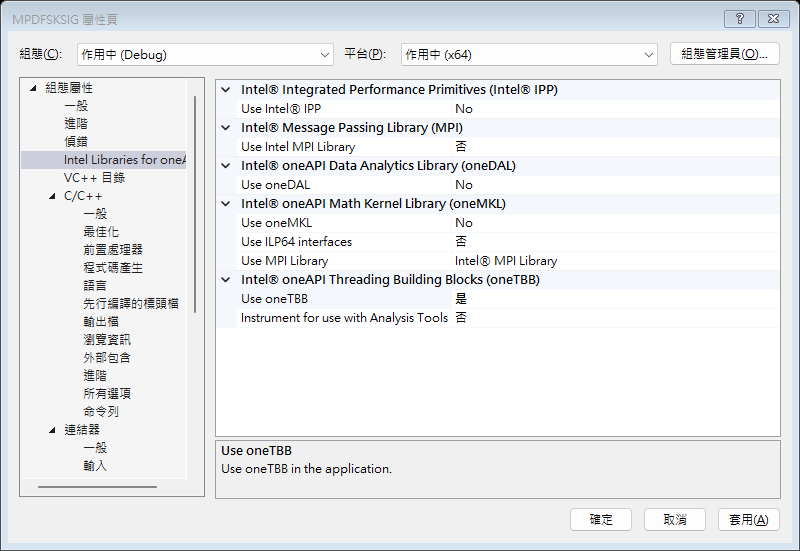 MPDFSKSIG 屬性頁
組態(C): 作用中 (Debug) 平台(P): 作用中 (x64) 組態管理員(O)...
組態屬性
一般
進階
偵錯
Intel Libraries for oneA
VC++ 目錄
C/C++
一般
最佳化
前置處理器
程式碼產生
語言
先行編譯的標頭檔
輸出檔
瀏覽資訊
外部包含
進階
所有選項
命令列
連結器
一般
輸入
Intel® Integrated Performance Primitives (Intel® IPP)
Use Intel® IPP No
Intel® Message Passing Library (MPI)
Use Intel MPI Library 否
Intel® oneAPI Data Analytics Library (oneDAL)
Use oneDAL No
Intel® oneAPI Math Kernel Library (oneMKL)
Use oneMKL No
Use ILP64 interfaces 否
Use MPI Library Intel® MPI Library
Intel® oneAPI Threading Building Blocks (oneTBB)
Use oneTBB 是
Instrument for use with Analysis Tools 否
Use oneTBB
Use oneTBB in the application.
確定 取消 套用(A)